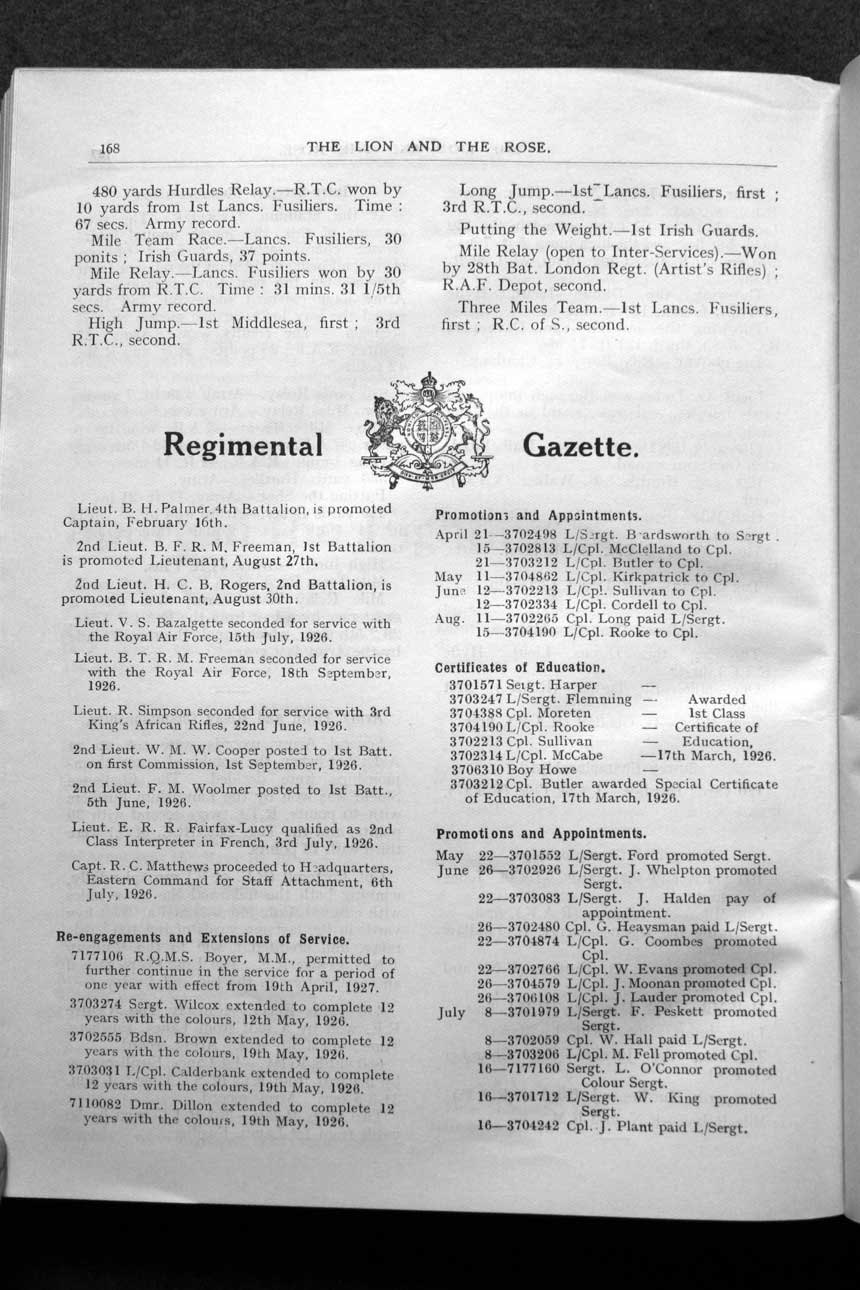 168 THE LION AND THE ROSE.
480 yards Hurdles Relay.—R.T.C. won by
10 yards from 1st Lancs. Fusiliers. Time :
67 secs. Army record.
Mile Team Race.—Lancs. Fusiliers, 30
ponits ; Irish Guards, 37 points.
Mile Relay.—Lancs. Fusiliers won by 30
yards from R.T.C. Time : 31 mins. 31 1/5th
secs. Army record.
High Jump.—1st Middlesea, first ; 3rd
R.T.C., second.
Long Jump.—1st Lancs. Fusiliers, first ;
3rd R.T.C., second.
Putting the Weight.—1st Irish Guards.
Mile Relay (open to Inter-Services).—Won
by 28th Bat. London Regt. (Artist's Rifles) ;
R.A.F. Depot, second.
Three Miles Team.—1st Lancs. Fusiliers,
first ; R.C. of S., second.
Regimental Gazette.
Lieut. B. H. Palmer, 4th Battalion, is promoted
Captain, February 16th.
2nd Lieut. B. F. R. M. Freeman, 1st Battalion
is promoted Lieutenant, August 27th.
2nd Lieut. H. C. B. Rogers, 2nd Battalion, is
promoted Lieutenant, August 30th.
Lieut. V. S. Bazalgette seconded for service with
the Royal Air Force, 15th July, 1926.
Lieut. B. T. R. M. Freeman seconded for service
with the Royal Air Force, 18th September,
1926.
Lieut. R. Simpson seconded for service with 3rd
King's African Rifles, 22nd June, 1926.
2nd Lieut. W. M. W. Cooper posted to 1st Batt.
on first Commission, 1st September, 1926.
2nd Lieut. F. M. Woolmer posted to 1st Batt.,
5th June, 1926.
Lieut. E. R. R. Fairfax-Lucy qualified as 2nd
Class Interpreter in French, 3rd July, 1926.
Capt. R. C. Matthews proceeded to Headquarters,
Eastern Command for Staff Attachment, 6th
July, 1926.
Re-engagements and Extensions of Service.
7177106 R.Q.M.S. Boyer, M.M., permitted to
further continue in the service for a period of
one year with effect from 19th April, 1927.
3703274 Sergt. Wilcox extended to complete 12
years with the colours, 12th May, 1926.
3702555 Bdsn. Brown extended to complete 12
years with the colours, 19th May, 1926.
3703031 L/Cpl. Calderbank extended to complete
12 years with the colours, 19th May, 1926.
7110082 Dmr. Dillon extended to complete 12
years with the colours, 19th May, 1926.
Promotions and Appointments.
April 21—3702498 L/Sergt. B ardsworth to Sergt .
15—3702813 L/Cpl. McClelland to Cpl.
21—3703212 L/Cpl. Butler to Cpl.
May 11—3704862 L/Cpl. Kirkpatrick to Cpl.
June 12—3702213 L/Cpl. Sullivan to Cpl.
12—3702334 L/Cpl. Cordell to Cpl.
Aug. 11—3702265 Cpl. Long paid L/Sergt.
15—3704190 L/Cpl. Rooke to Cpl.
Certificates of Education.
3701571 Sergt. Harper —
3703247 L/Sergt. Flemming — Awarded
3704388 Cpl. Moreten — 1st Class
3704190 L/Cpl. Rooke — Certificate of
3702213 Cpl. Sullivan — Education,
3702314 L/Cpl. McCabe —17th March, 1926.
3706310 Boy Howe —
3703212 Cpl. Butler awarded Special Certificate
of Education, 17th March, 1926.
Promotions and Appointments.
May 22—3701552 L/Sergt. Ford promoted Sergt.
June 26—3702926 L/Sergt. J. Whelpton promoted
Sergt.
22—3703083 L/Sergt. J. Halden pay of
appointment.
26—3702480 Cpl. G. Heaysman paid L/Sergt.
22—3704874 L/Cpl. G. Coombes promoted
Cpl.
22—3702766 L/Cpl. W. Evans promoted Cpl.
26—3704579 L/Cpl. J. Moonan promoted Cpl.
26—3706108 L/Cpl. J. Lauder promoted Cpl.
July 8—3701979 L/Sergt. F. Peskett promoted
Sergt.
8—3702059 Cpl. W. Hall paid L/Sergt.
8—3703206 L/Cpl. M. Fell promoted Cpl.
16—7177160 Sergt. L. O'Connor promoted
Colour Sergt.
16—3701712 L/Sergt. W. King promoted
Sergt.
16—3704242 Cpl. J. Plant paid L/Sergt.